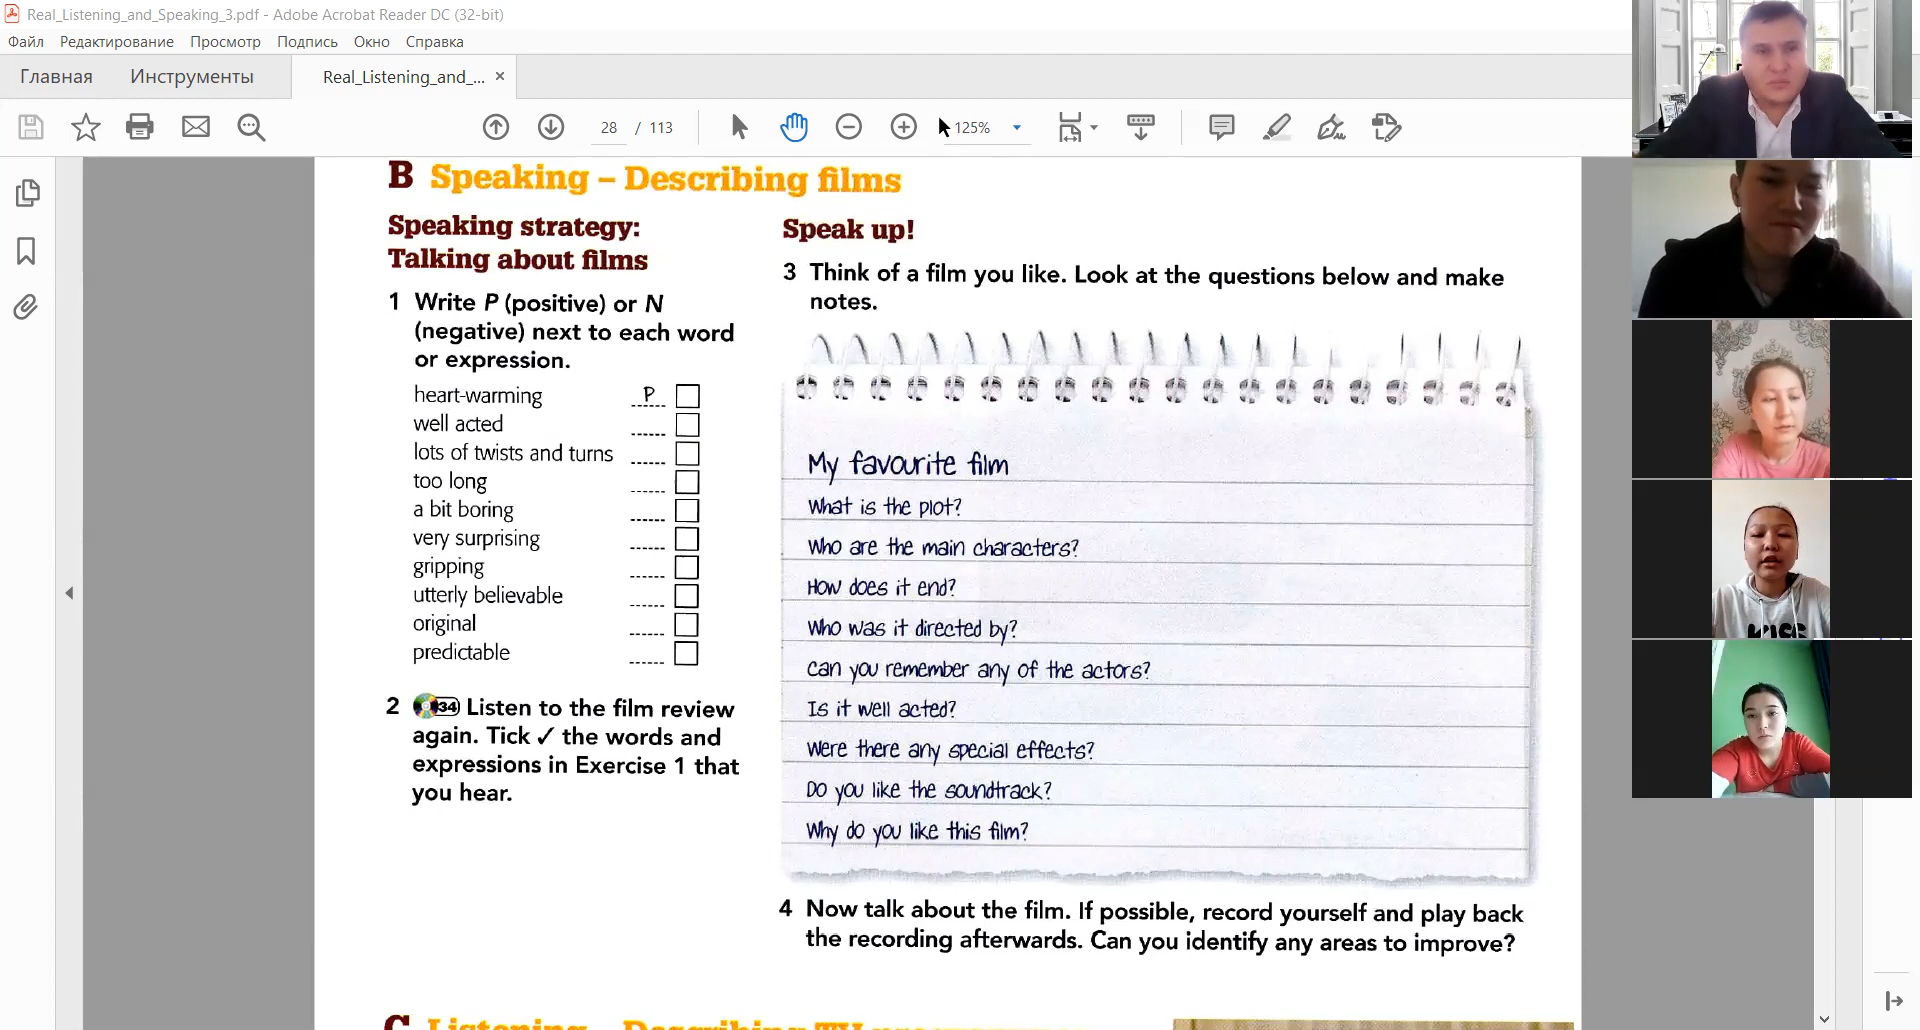 Real_Listening_and_Speaking_3.pdf - Adobe Acrobat Reader DC (32-bit)
Файл Редактирование Просмотр Подпись Окно Справка
Главная Инструменты Real_Listening_and_... ×
28 / 113 125%
B Speaking – Describing films
Speaking strategy:
Talking about films
1 Write P (positive) or N
(negative) next to each word
or expression.
heart-warming P
well acted
lots of twists and turns
too long
a bit boring
very surprising
gripping
utterly believable
original
predictable
2 34 Listen to the film review
again. Tick ✓ the words and
expressions in Exercise 1 that
you hear.
Speak up!
3 Think of a film you like. Look at the questions below and make
notes.
My favourite film
What is the plot?
Who are the main characters?
How does it end?
Who was it directed by?
Can you remember any of the actors?
Is it well acted?
Were there any special effects?
Do you like the soundtrack?
Why do you like this film?
4 Now talk about the film. If possible, record yourself and play back
the recording afterwards. Can you identify any areas to improve?
C Listening – Describing TV